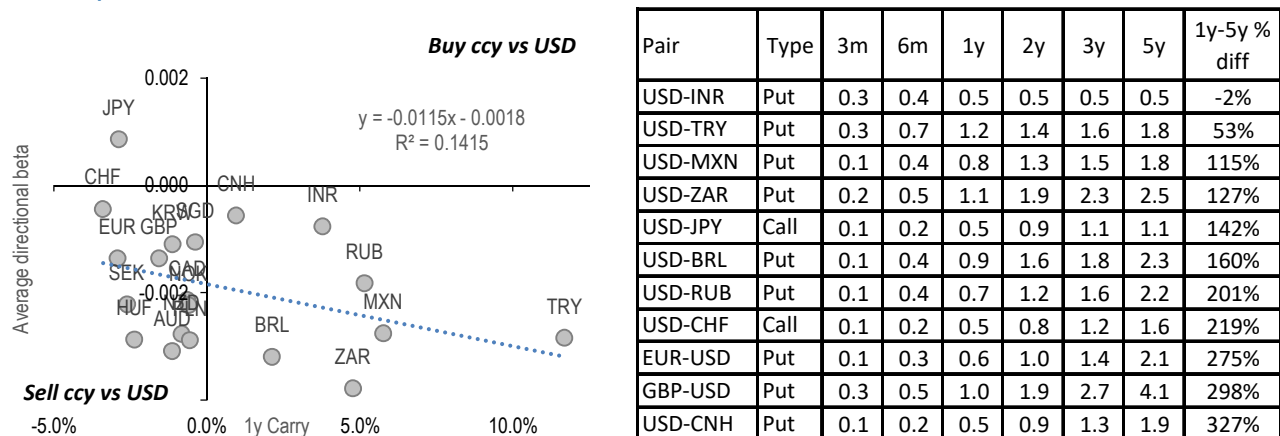 Buy ccy vs USD
0.002
JPY
y = -0.0115x - 0.0018
R² = 0.1415
CHF
0.000
CNH
INR
KRW
SGD
EUR
GBP
RUB
CAD
SEK
NOK
-0.002
MXN
TRY
HUF
NZD
PLN
AUD
BRL
ZAR
Average directional beta
Sell ccy vs USD
-5.0%
0.0%
1y Carry
5.0%
10.0%
Pair Type 3m 6m 1y 2y 3y 5y 1y-5y %
diff
USD-INR Put 0.3 0.4 0.5 0.5 0.5 0.5 -2%
USD-TRY Put 0.3 0.7 1.2 1.4 1.6 1.8 53%
USD-MXN Put 0.1 0.4 0.8 1.3 1.5 1.8 115%
USD-ZAR Put 0.2 0.5 1.1 1.9 2.3 2.5 127%
USD-JPY Call 0.1 0.2 0.5 0.9 1.1 1.1 142%
USD-BRL Put 0.1 0.4 0.9 1.6 1.8 2.3 160%
USD-RUB Put 0.1 0.4 0.7 1.2 1.6 2.2 201%
USD-CHF Call 0.1 0.2 0.5 0.8 1.2 1.6 219%
EUR-USD Put 0.1 0.3 0.6 1.0 1.4 2.1 275%
GBP-USD Put 0.3 0.5 1.0 1.9 2.7 4.1 298%
USD-CNH Put 0.1 0.2 0.5 0.9 1.3 1.9 327%